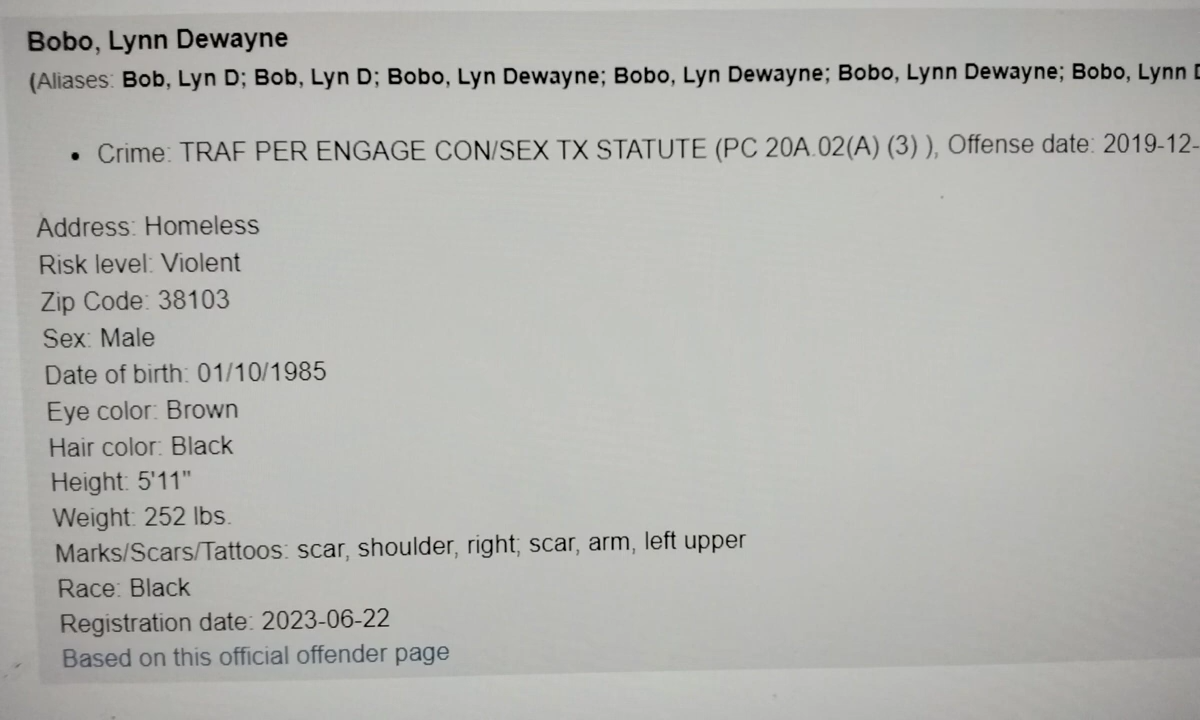 Bobo, Lynn Dewayne
(Aliases: Bob, Lyn D; Bob, Lyn D; Bobo, Lyn Dewayne; Bobo, Lyn Dewayne; Bobo, Lynn Dewayne; Bobo, Lynn
• Crime: TRAF PER ENGAGE CON/SEX TX STATUTE (PC 20A.02(A) (3) ), Offense date: 2019-12-
Address: Homeless
Risk level: Violent
Zip Code: 38103
Sex: Male
Date of birth: 01/10/1985
Eye color: Brown
Hair color: Black
Height: 5'11"
Weight: 252 lbs.
Marks/Scars/Tattoos: scar, shoulder, right; scar, arm, left upper
Race: Black
Registration date: 2023-06-22
Based on this official offender page